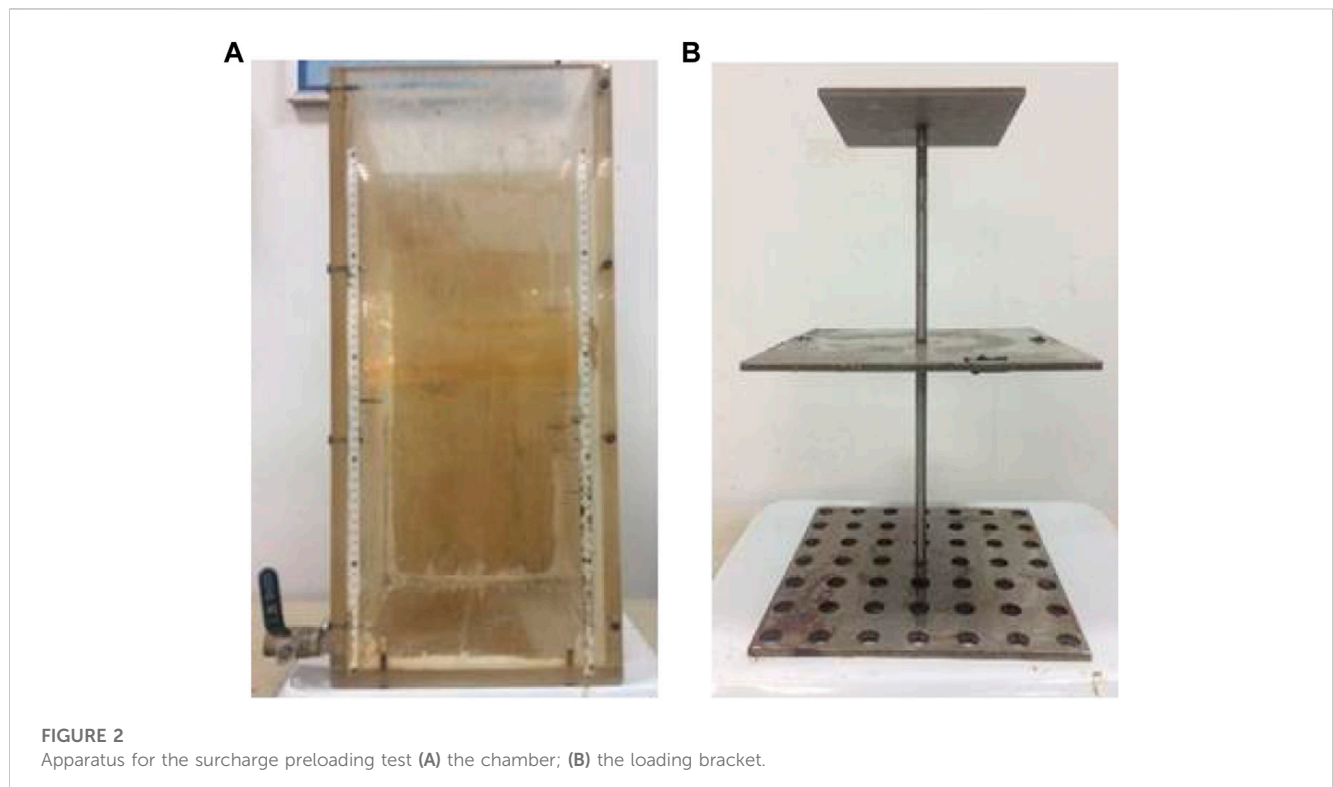 A
B
FIGURE 2
Apparatus for the surcharge preloading test (A) the chamber; (B) the loading bracket.